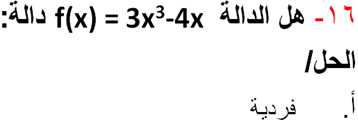 ١٦- هل الدالة f(x) = 3x³-4x دالة:
الحل/
أ. فردية